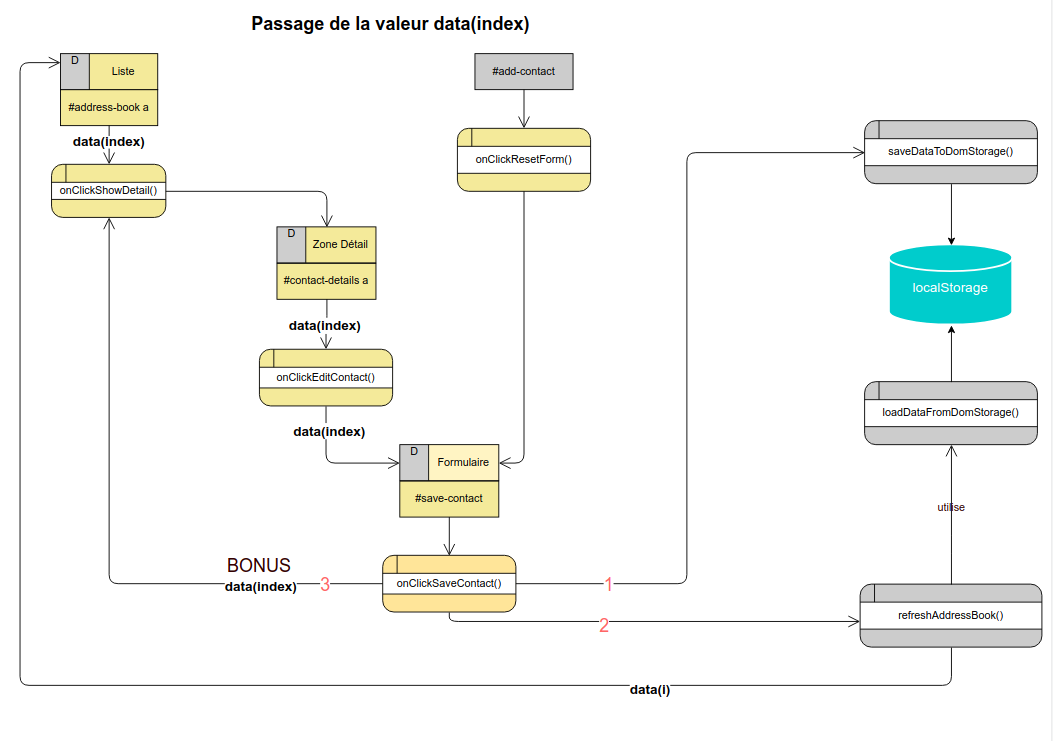 Passage de la valeur data(index)
D
Liste
#address-book a
data(index)
onClickShowDetail()
#add-contact
onClickResetForm()
saveDataToDomStorage()
D
Zone Détail
#contact-details a
data(index)
localStorage
onClickEditContact()
data(index)
loadDataFromDomStorage()
D
Formulaire
#save-contact
utilise
BONUS
data(index)
3
onClickSaveContact()
1
2
refreshAddressBook()
data(i)